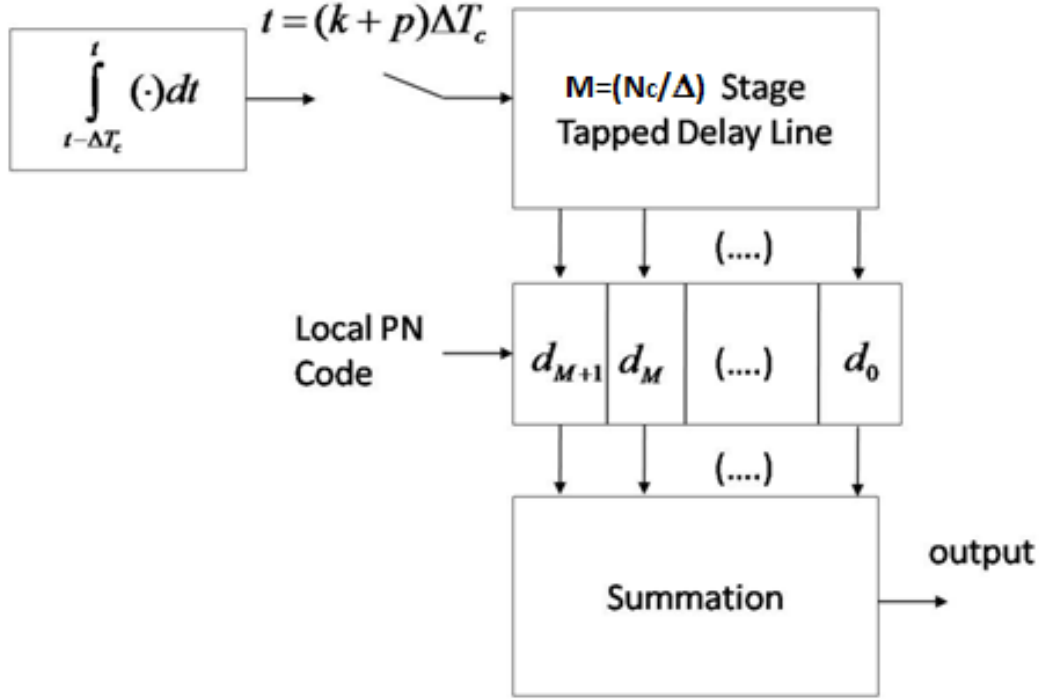 t = (k + p)ΔT_c
∫_{t−ΔT_c}^{t} (·)dt
M=(Nc/Δ) Stage
Tapped Delay Line
(....)
Local PN
Code
d_{M+1} d_M (....) d_0
(....)
Summation
output